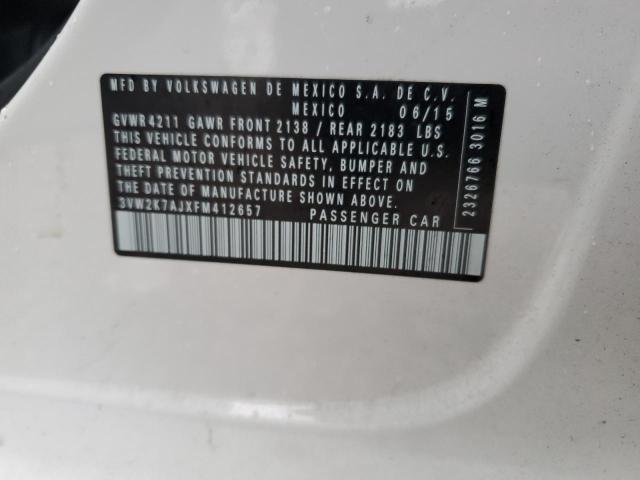 MFD BY VOLKSWAGEN DE MEXICO S.A. DE C.V.
MEXICO 06/15
GVWR4211 GAWR FRONT 2138 / REAR 2183 LBS
THIS VEHICLE CONFORMS TO ALL APPLICABLE U.S.
FEDERAL MOTOR VEHICLE SAFETY, BUMPER AND
THEFT PREVENTION STANDARDS IN EFFECT ON
THE DATE OF MANUFACTURE SHOWN ABOVE.
3VW2K7AJXFM412657 PASSENGER CAR
2326766 3016 M